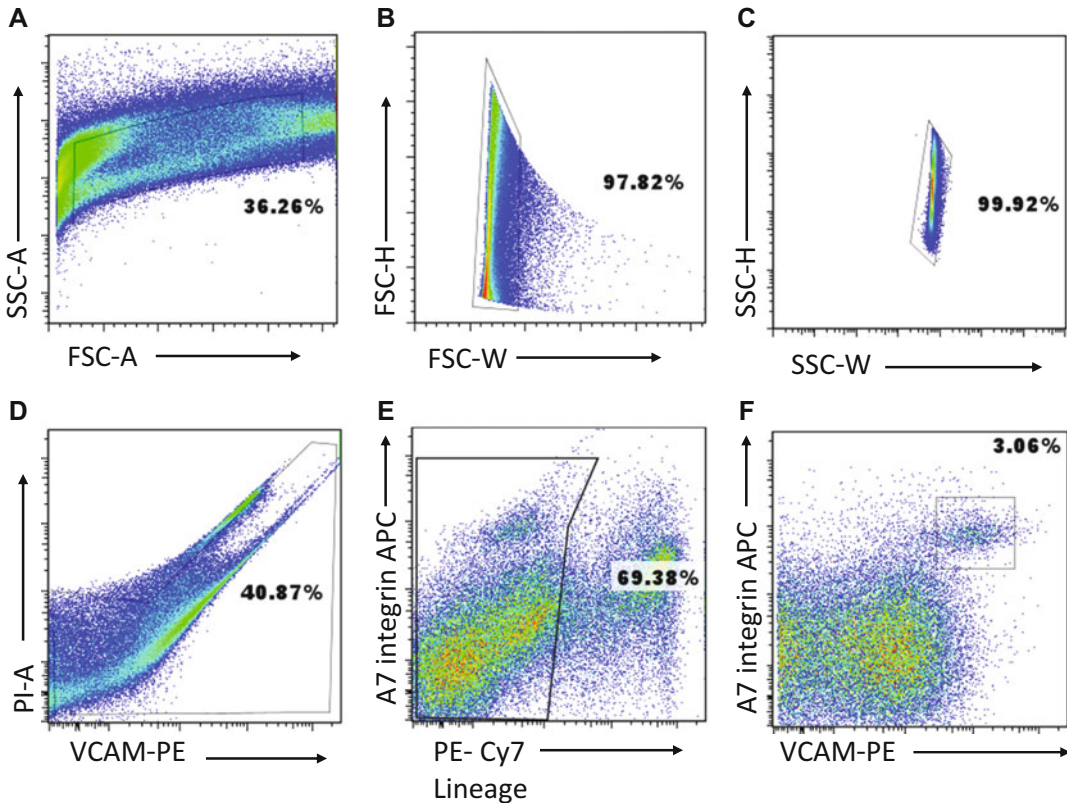 A
SSC-A
36.26%
FSC-A
B
FSC-H
97.82%
FSC-W
C
SSC-H
99.92%
SSC-W
D
PI-A
40.87%
VCAM-PE
E
A7 integrin APC
69.38%
PE- Cy7
Lineage
F
A7 integrin APC
3.06%
VCAM-PE